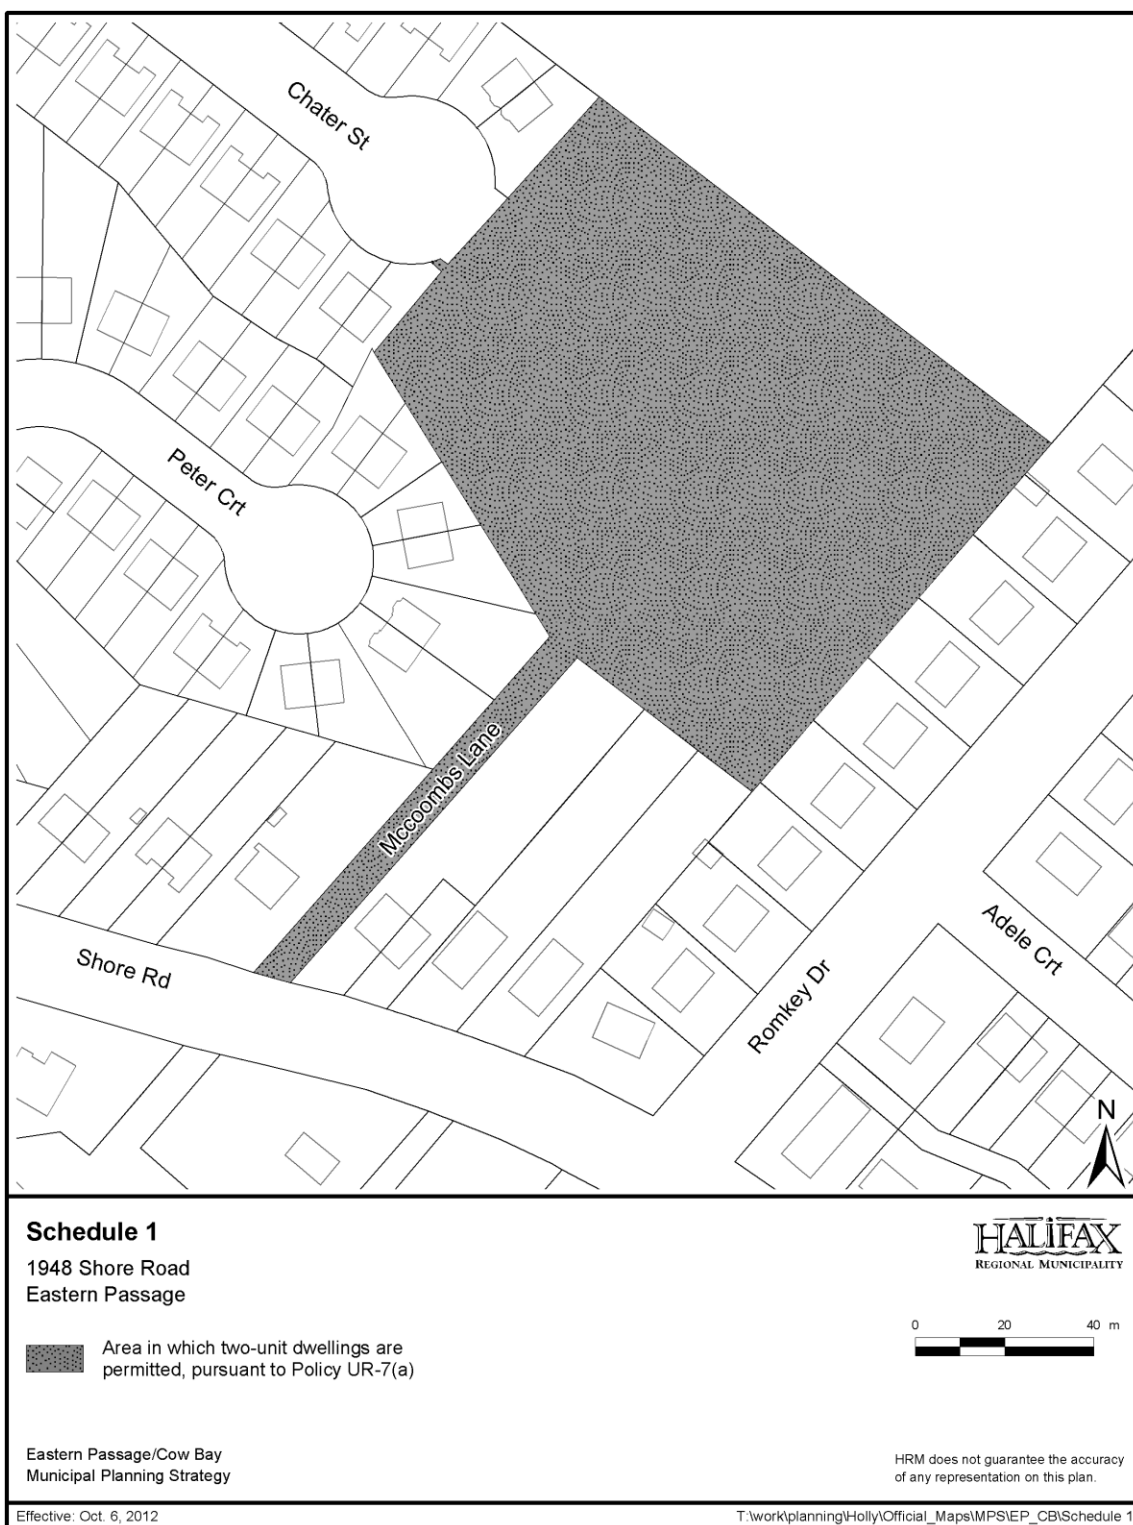 Chater St
Peter Crt
Mccoombs Lane
Shore Rd
Adele Crt
Romkey Dr
N
Schedule 1
1948 Shore Road
Eastern Passage
Area in which two-unit dwellings are
permitted, pursuant to Policy UR-7(a)
HALIFAX
REGIONAL MUNICIPALITY
0 20 40 m
Eastern Passage/Cow Bay
Municipal Planning Strategy
HRM does not guarantee the accuracy
of any representation on this plan.
Effective: Oct. 6, 2012
T:\work\planning\Holly\Official_Maps\MPS\EP_CB\Schedule 1